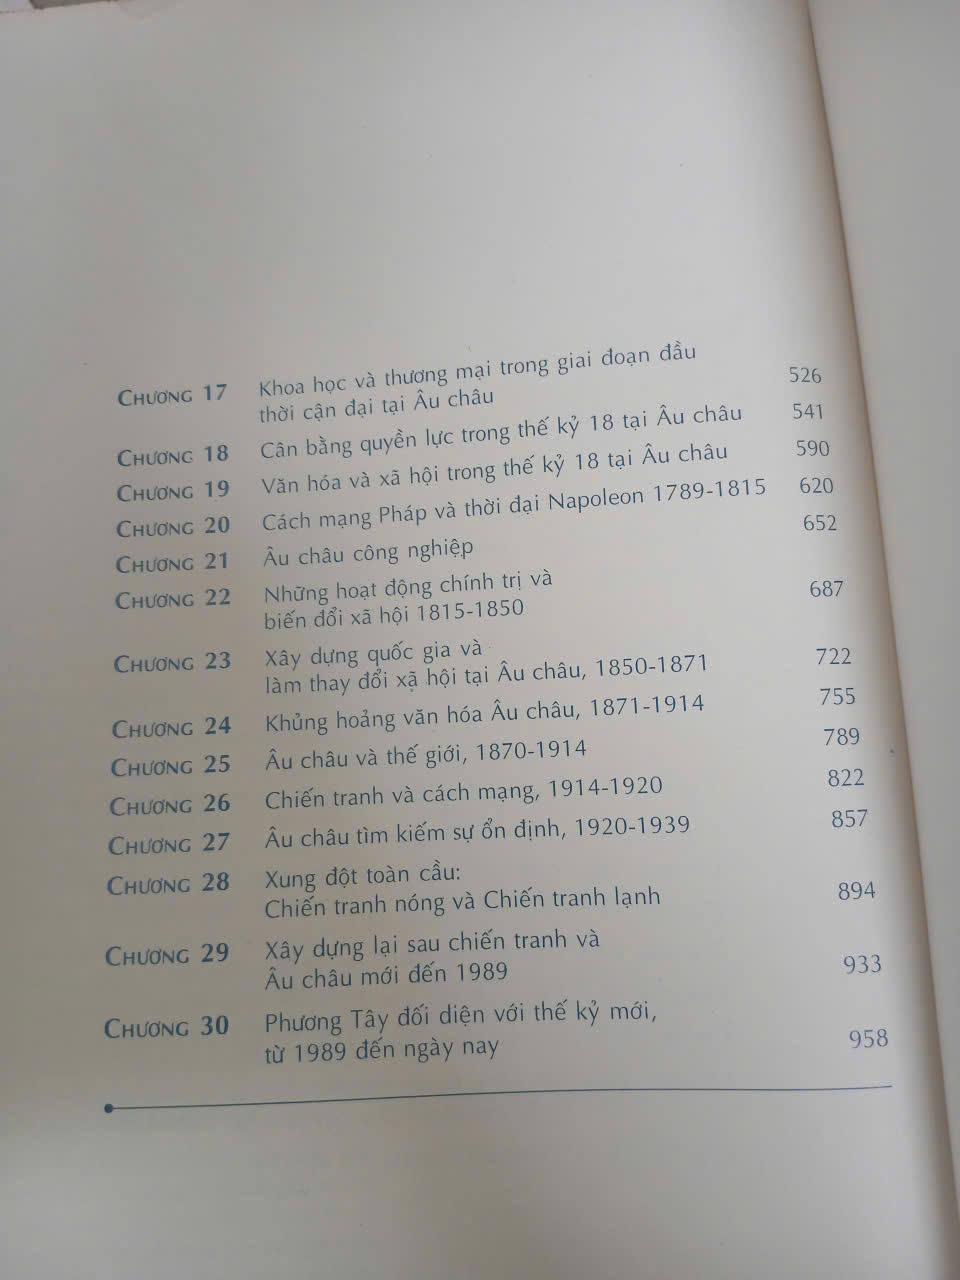 CHƯƠNG 17 Khoa học và thương mại trong giai đoạn đầu
thời cận đại tại Âu châu 526
CHƯƠNG 18 Cân bằng quyền lực trong thế kỷ 18 tại Âu châu 541
CHƯƠNG 19 Văn hóa và xã hội trong thế kỷ 18 tại Âu châu 590
CHƯƠNG 20 Cách mạng Pháp và thời đại Napoleon 1789-1815 620
CHƯƠNG 21 Âu châu công nghiệp 652
CHƯƠNG 22 Những hoạt động chính trị và
biến đổi xã hội 1815-1850 687
CHƯƠNG 23 Xây dựng quốc gia và
làm thay đổi xã hội tại Âu châu, 1850-1871 722
CHƯƠNG 24 Khủng hoảng văn hóa Âu châu, 1871-1914 755
CHƯƠNG 25 Âu châu và thế giới, 1870-1914 789
CHƯƠNG 26 Chiến tranh và cách mạng, 1914-1920 822
CHƯƠNG 27 Âu châu tìm kiếm sự ổn định, 1920-1939 857
CHƯƠNG 28 Xung đột toàn cầu:
Chiến tranh nóng và Chiến tranh lạnh 894
CHƯƠNG 29 Xây dựng lại sau chiến tranh và
Âu châu mới đến 1989 933
CHƯƠNG 30 Phương Tây đối diện với thế kỷ mới,
từ 1989 đến ngày nay 958